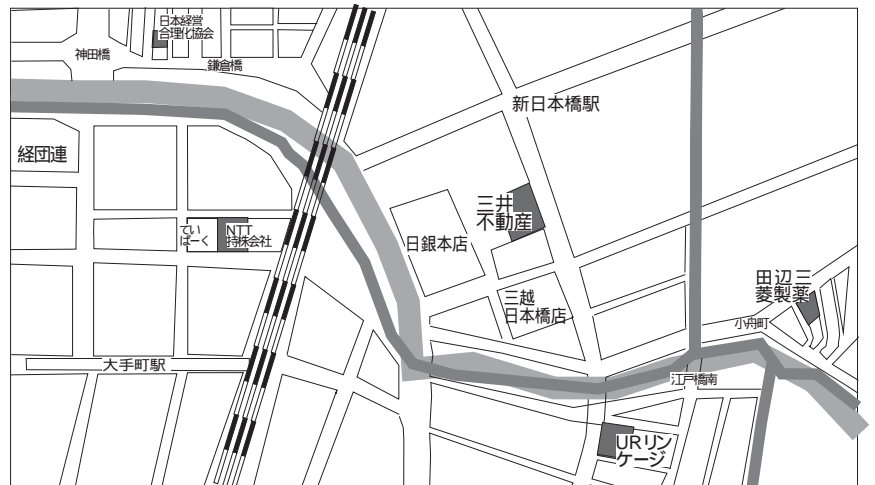 日本経営
合理化協会
神田橋
鎌倉橋
新日本橋駅
経団連
三井
不動産
てい
ぱーく
NTT
持株会社
日銀本店
田辺三
菱製薬
三越
日本橋店
小舟町
大手町駅
江戸橋南
URリン
ケージ